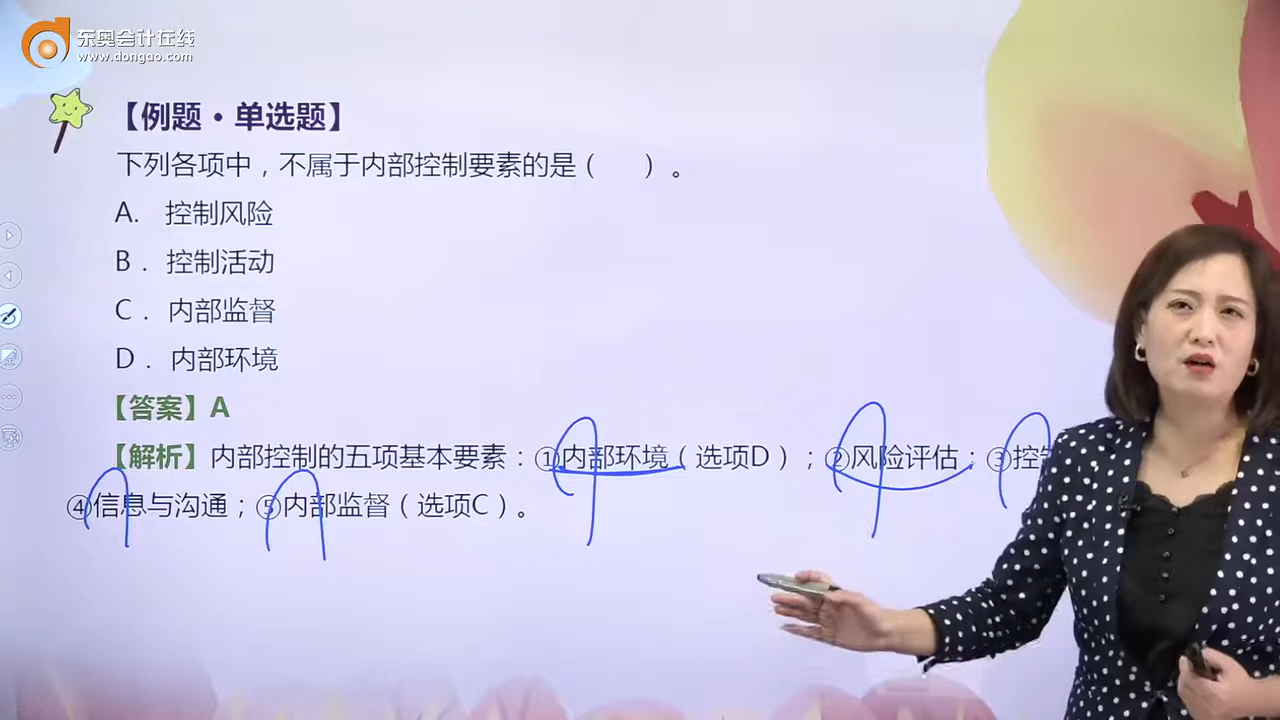 东奥会计在线
www.dongao.com
【例题·单选题】
下列各项中，不属于内部控制要素的是（ ）。
A. 控制风险
B． 控制活动
C． 内部监督
D． 内部环境
【答案】A
【解析】内部控制的五项基本要素：①内部环境（选项D）；②风险评估；③控
④信息与沟通；⑤内部监督（选项C）。